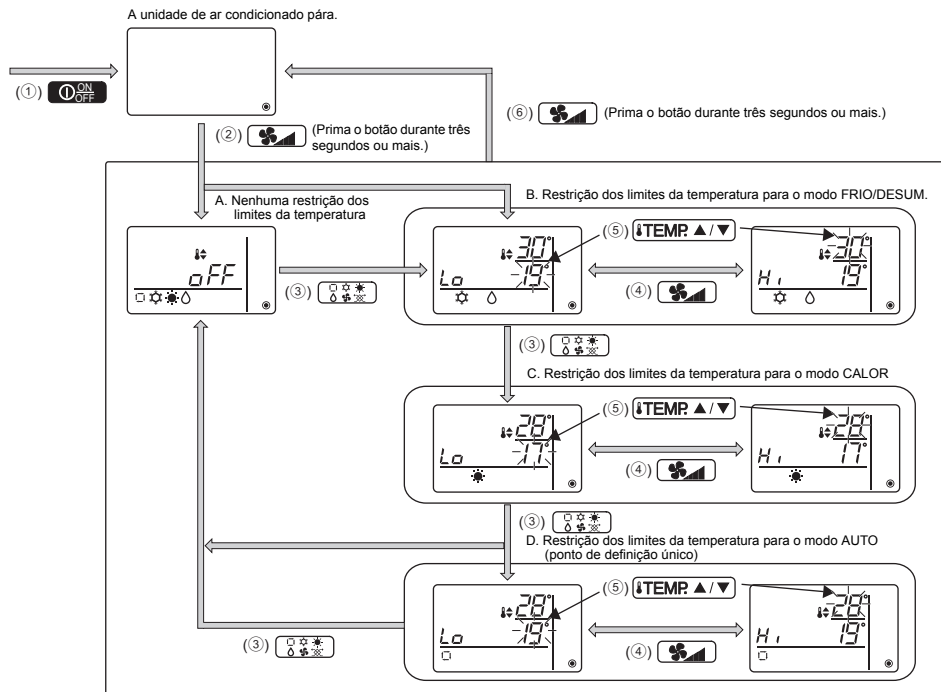 A unidade de ar condicionado pára.
(①) ON/OFF
(②) (Prima o botão durante três
segundos ou mais.)
(⑥) (Prima o botão durante três segundos ou mais.)
A. Nenhuma restrição dos
limites da temperatura
oFF
(③)
B. Restrição dos limites da temperatura para o modo FRIO/DESUM.
30°
Lo 19°
(⑤) TEMP. ▲/▼
(④)
30°
Hi 19°
(③)
C. Restrição dos limites da temperatura para o modo CALOR
28°
Lo 17°
(⑤) TEMP. ▲/▼
(④)
28°
Hi 17°
(③)
D. Restrição dos limites da temperatura para o modo AUTO
(ponto de definição único)
28°
Lo 19°
(⑤) TEMP. ▲/▼
(④)
28°
Hi 19°
(③)